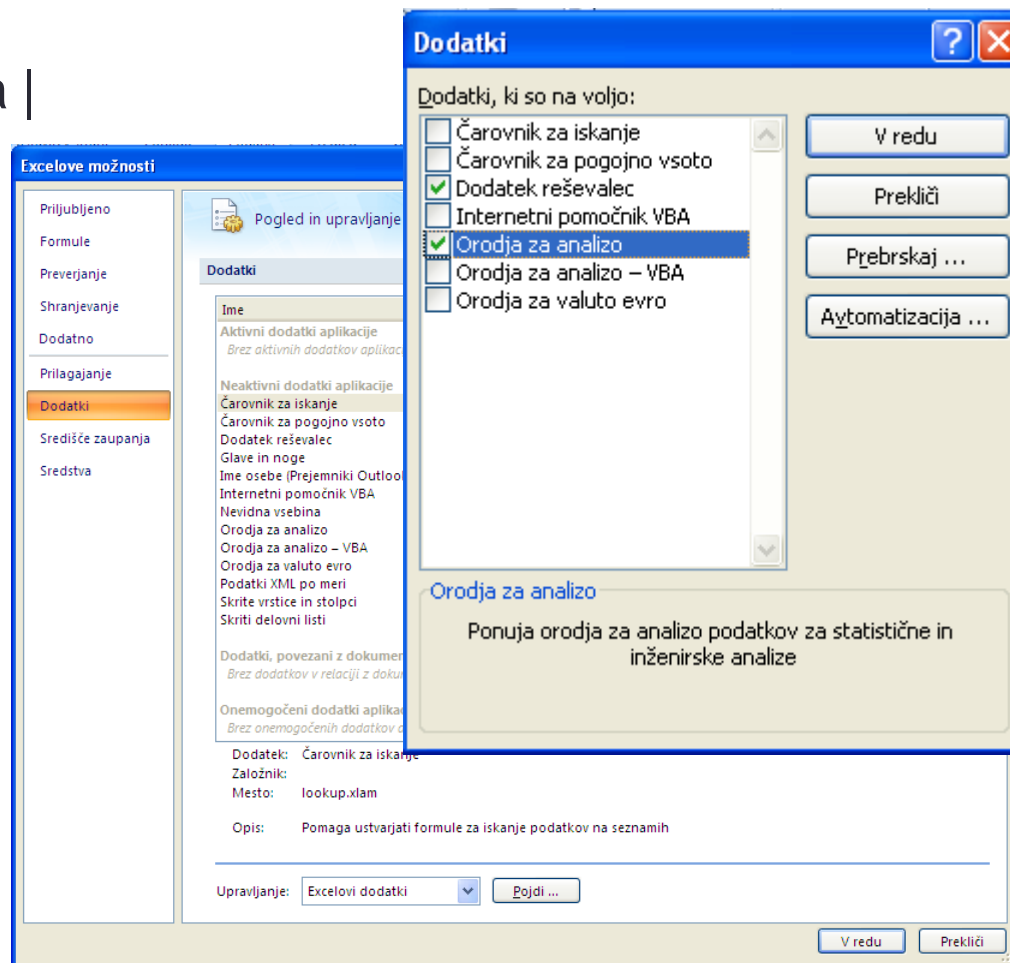 a |
Dodatki
Dodatki, ki so na voljo:
Čarovnik za iskanje
Čarovnik za pogojno vsoto
Dodatek reševalec
Internetni pomočnik VBA
Orodja za analizo
Orodja za analizo – VBA
Orodja za valuto evro
V redu
Prekliči
Prebrskaj ...
Avtomatizacija ...
Orodja za analizo
Ponuja orodja za analizo podatkov za statistične in
inženirske analize
Excelove možnosti
Priljubljeno
Formule
Preverjanje
Shranjevanje
Dodatno
Prilagajanje
Dodatki
Središče zaupanja
Sredstva
Pogled in upravljanje
Dodatki
Ime
Aktivni dodatki aplikacije
Brez aktivnih dodatkov
Neaktivni dodatki aplikacije
Čarovnik za iskanje
Čarovnik za pogojno vsoto
Dodatek reševalec
Glave in noge
Ime osebe (Prejemniki
Internetni pomočnik VBA
Nevidna vsebina
Orodja za analizo
Orodja za analizo – VBA
Orodja za valuto evro
Podatki XML po meri
Skrite vrstice in stolpci
Skriti delovni listi
Dodatki, povezani z
Brez dodatkov v relaciji z
Onemogočeni dodatki
Brez onemogočenih dodatkov
Dodatek: Čarovnik za iskanje
Založnik:
Mesto: lookup.xlam
Opis: Pomaga ustvarjati formule za iskanje podatkov na seznamih
Upravljanje: Excelovi dodatki Pojdi ...
V redu Prekliči